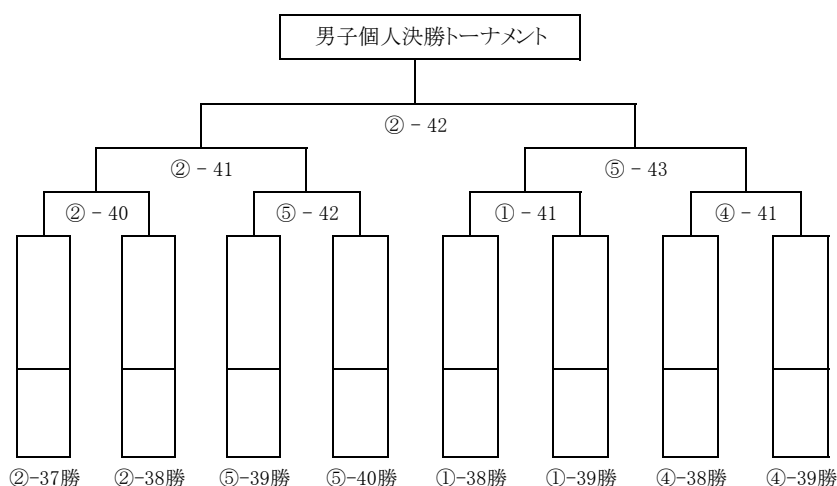 男子個人決勝トーナメント
②－42
②－41
⑤－43
②－40
⑤－42
①－41
④－41
②-37勝
②-38勝
⑤-39勝
⑤-40勝
①-38勝
①-39勝
④-38勝
④-39勝